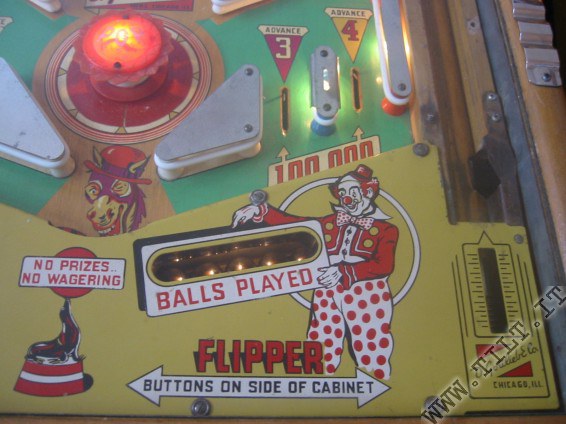 ADVANCE
3
ADVANCE
4
100,000
NO PRIZES..
NO WAGERING
BALLS PLAYED
FLIPPER
BUTTONS ON SIDE OF CABINET
CHICAGO, ILL.
WWW.TILT.IT